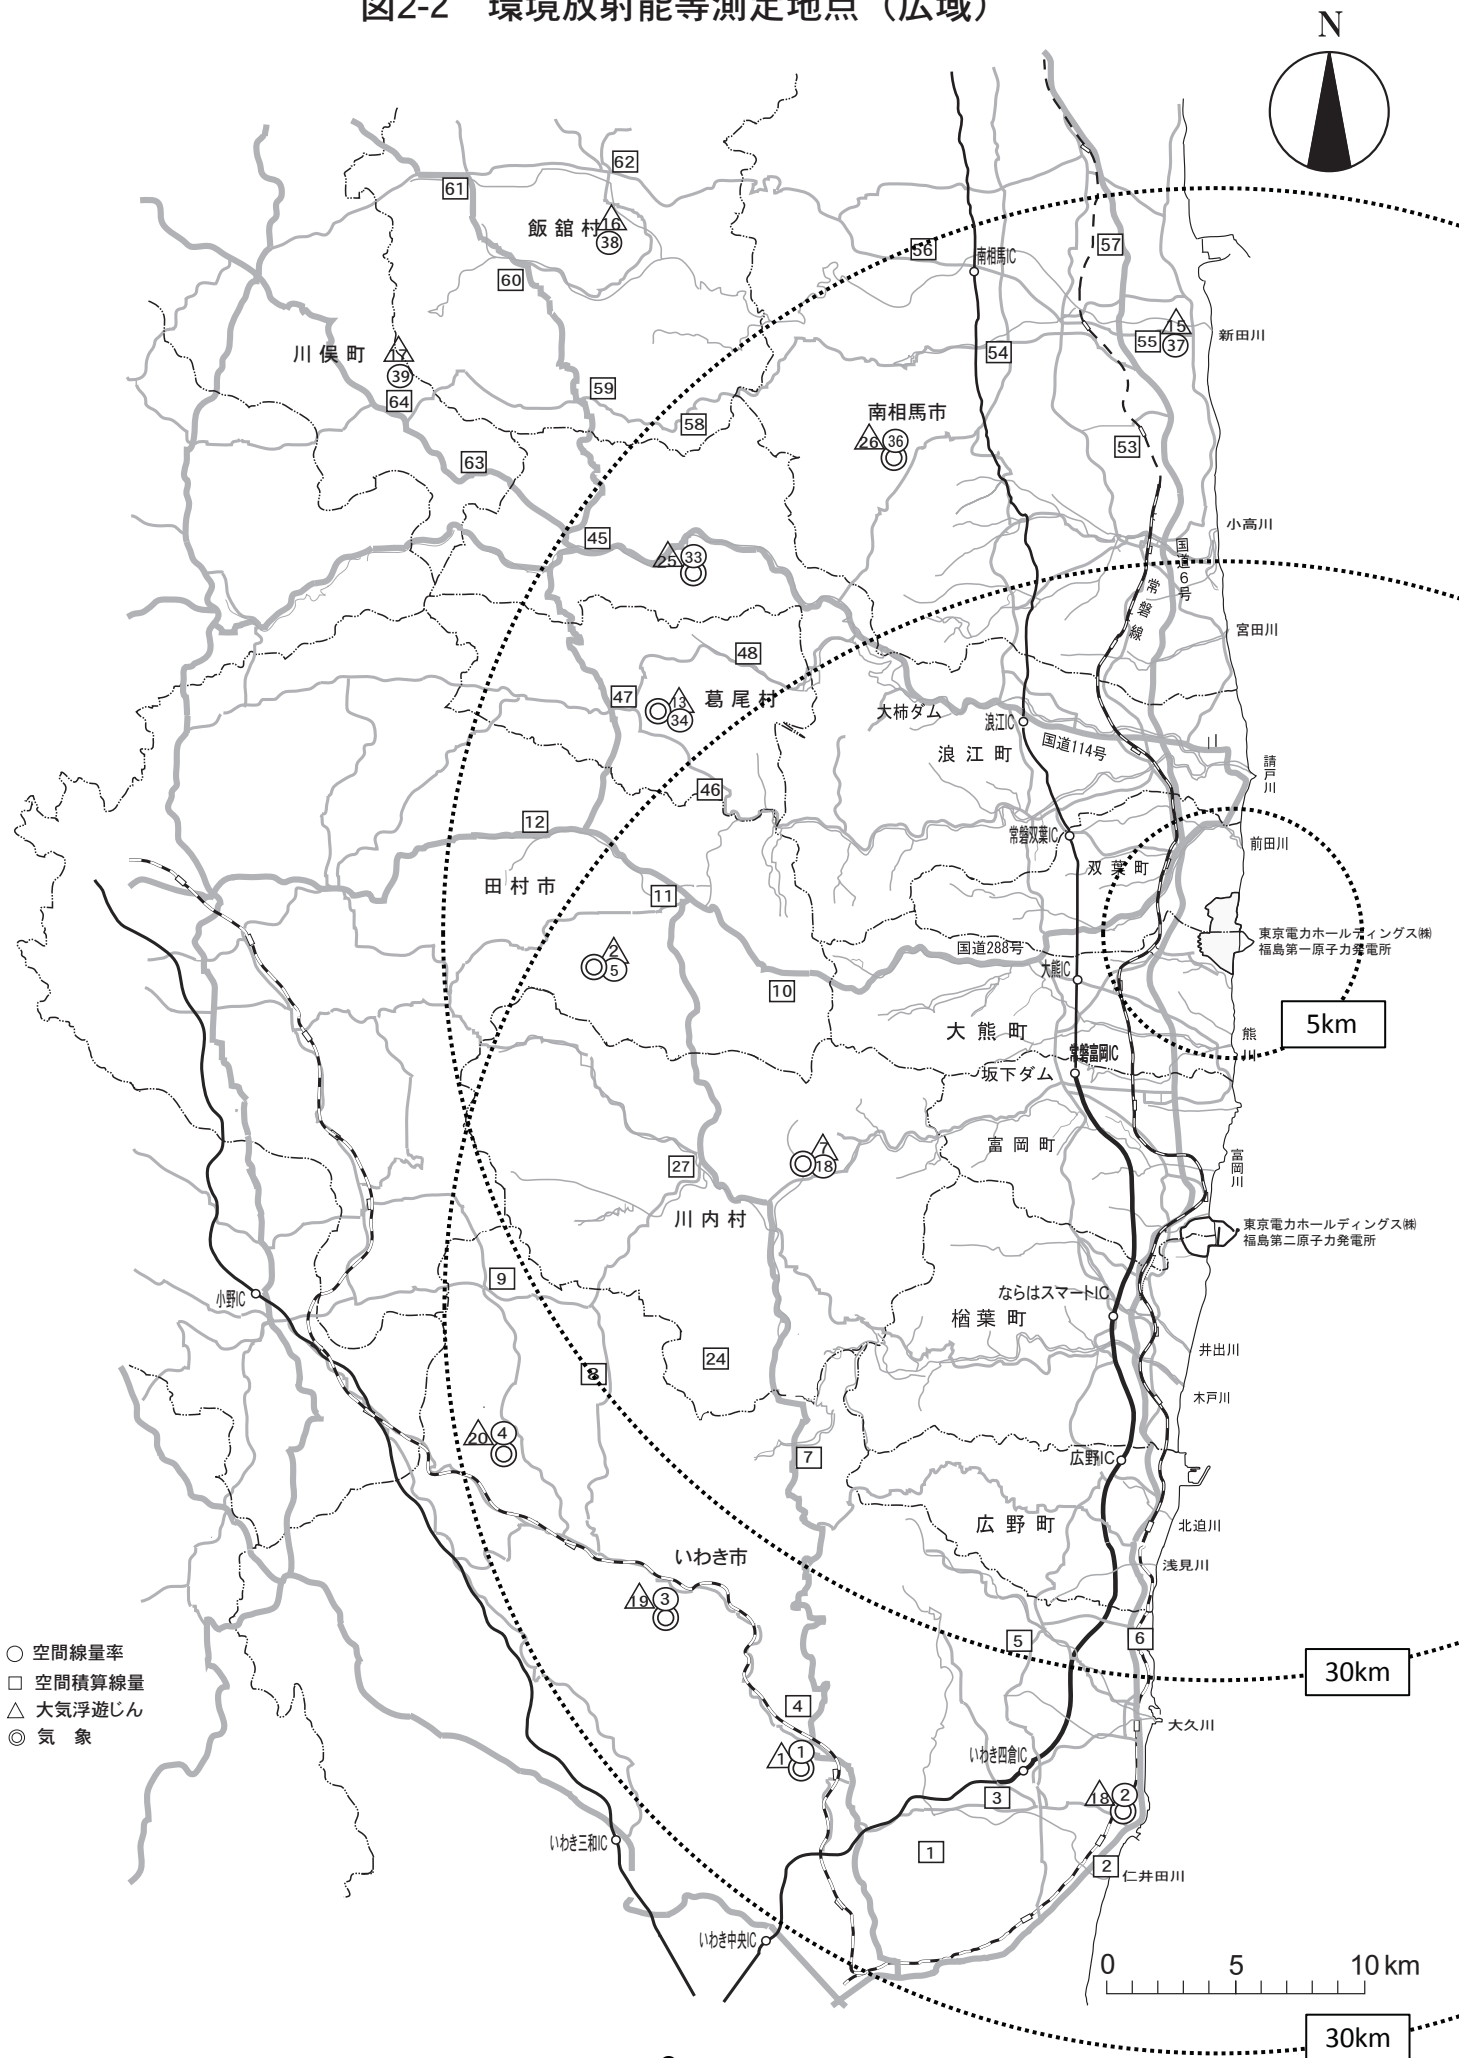 図2-2 環境放射能等測定地点（広域）
N
62
61
飯舘村
16
38
60
56
南相馬IC
57
15
37
55
新田川
54
川俣町
17
39
64
59
58
南相馬市
26
36
53
63
小高川
45
25
33
国道6号
常磐線
宮田川
48
47
13
34
葛尾村
大柿ダム
浪江IC
国道114号
浪江町
請戸川
46
12
常磐双葉IC
前田川
双葉町
田村市
11
東京電力ホールディングス㈱
福島第一原子力発電所
国道288号
2
5
大熊IC
10
5km
大熊町
熊川
常磐富岡IC
坂下ダム
富岡町
7
18
27
富岡川
川内村
東京電力ホールディングス㈱
福島第二原子力発電所
9
小野IC
ならはスマートIC
楢葉町
井出川
24
8
木戸川
20
4
7
広野IC
広野町
北迫川
いわき市
浅見川
19
3
5
6
○ 空間線量率
□ 空間積算線量
△ 大気浮遊じん
◎ 気 象
30km
4
大久川
1
1
いわき四倉IC
3
18
2
いわき三和IC
1
2
仁井田川
いわき中央IC
0 5 10 km
30km